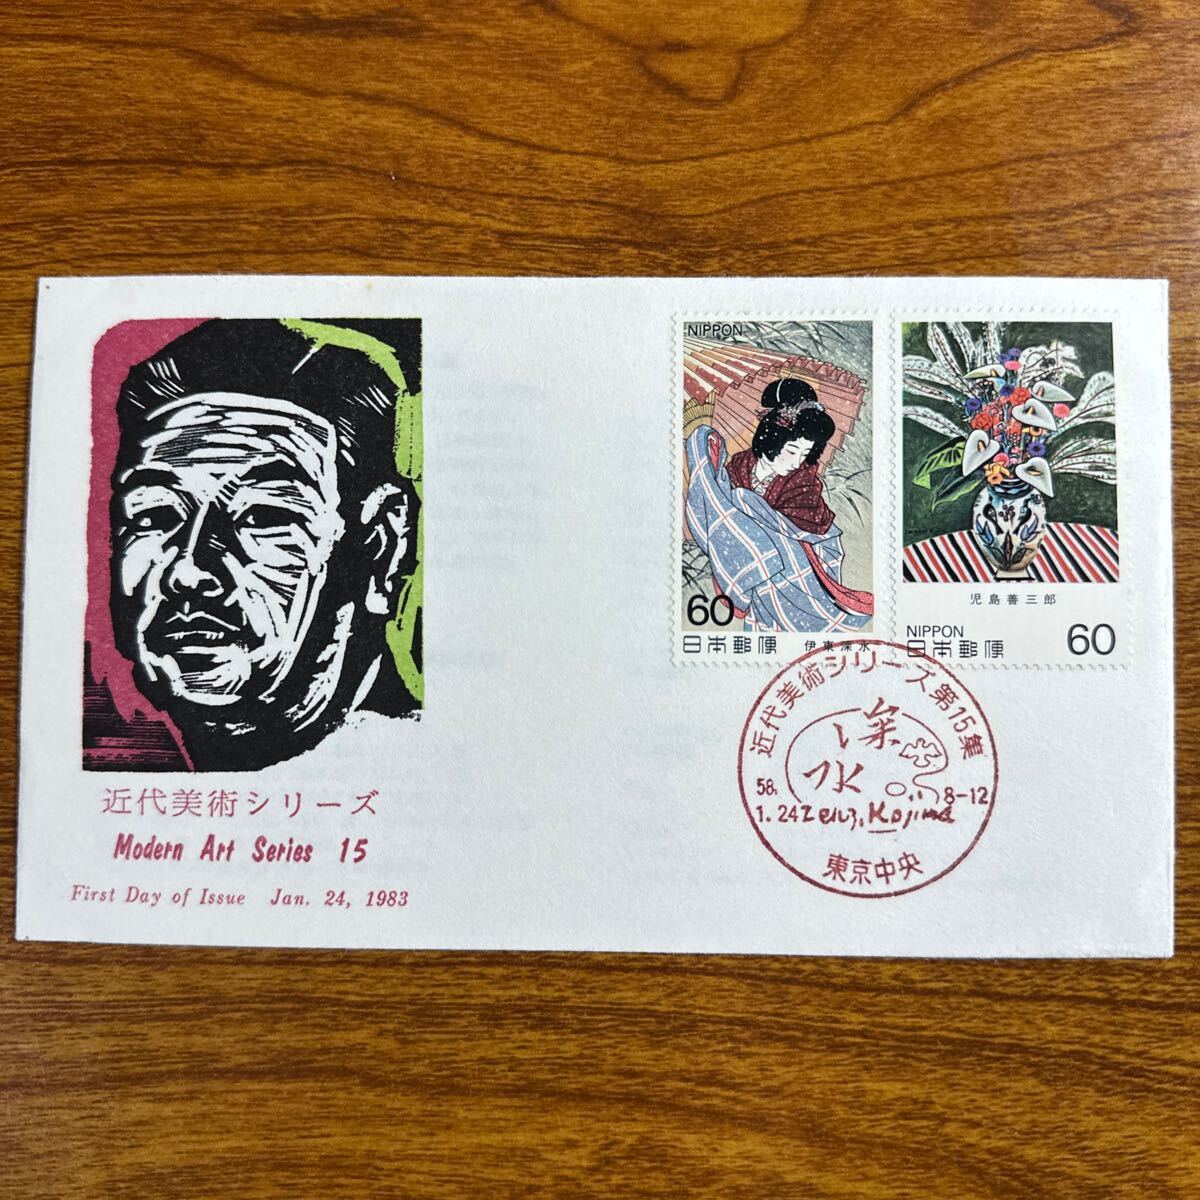 近代美術シリーズ
Modern Art Series 15
First Day of Issue Jan. 24, 1983
NIPPON
60
日本郵便 伊東深水
児島善三郎
NIPPON
日本郵便 60
近代美術シリーズ第15集
深
水
58. 8-12
1. 24 Zenz. Kojima
東京中央